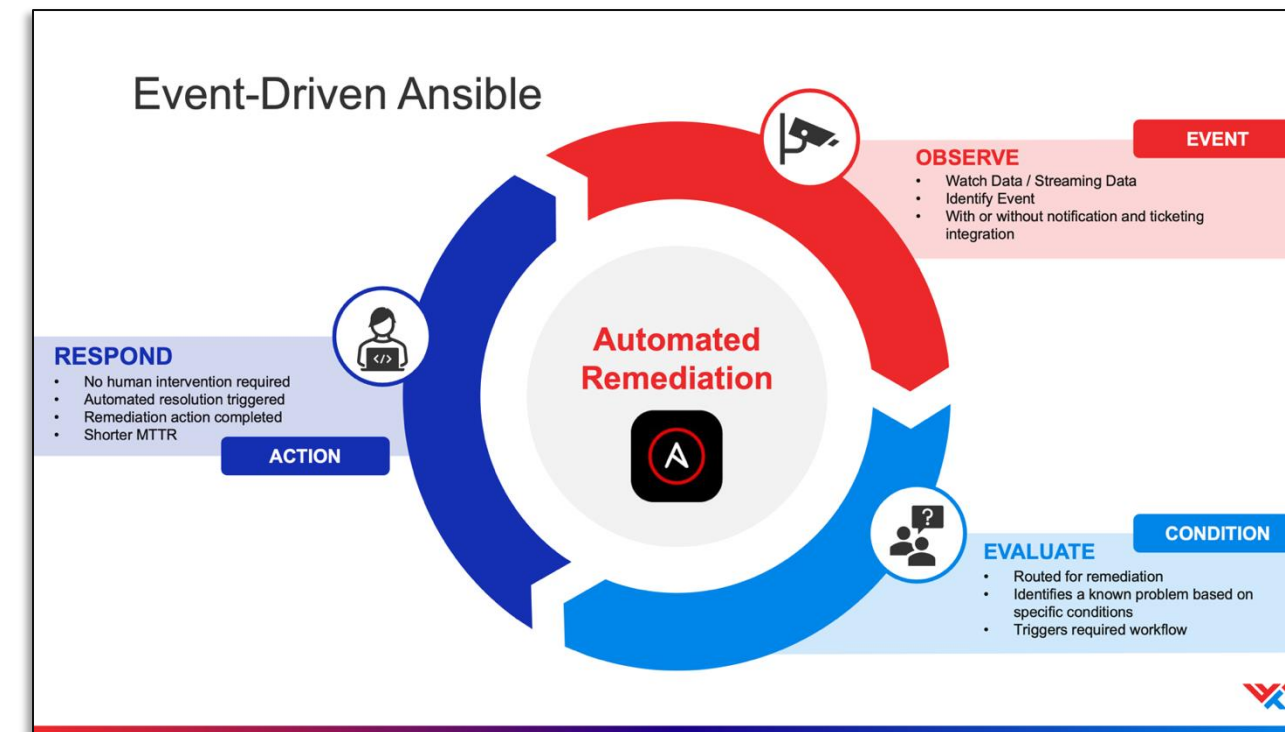 Event-Driven Ansible
EVENT
OBSERVE
• Watch Data / Streaming Data
• Identify Event
• With or without notification and ticketing
integration
Automated
Remediation
RESPOND
• No human intervention required
• Automated resolution triggered
• Remediation action completed
• Shorter MTTR
ACTION
</>
?
CONDITION
EVALUATE
• Routed for remediation
• Identifies a known problem based on
specific conditions
• Triggers required workflow